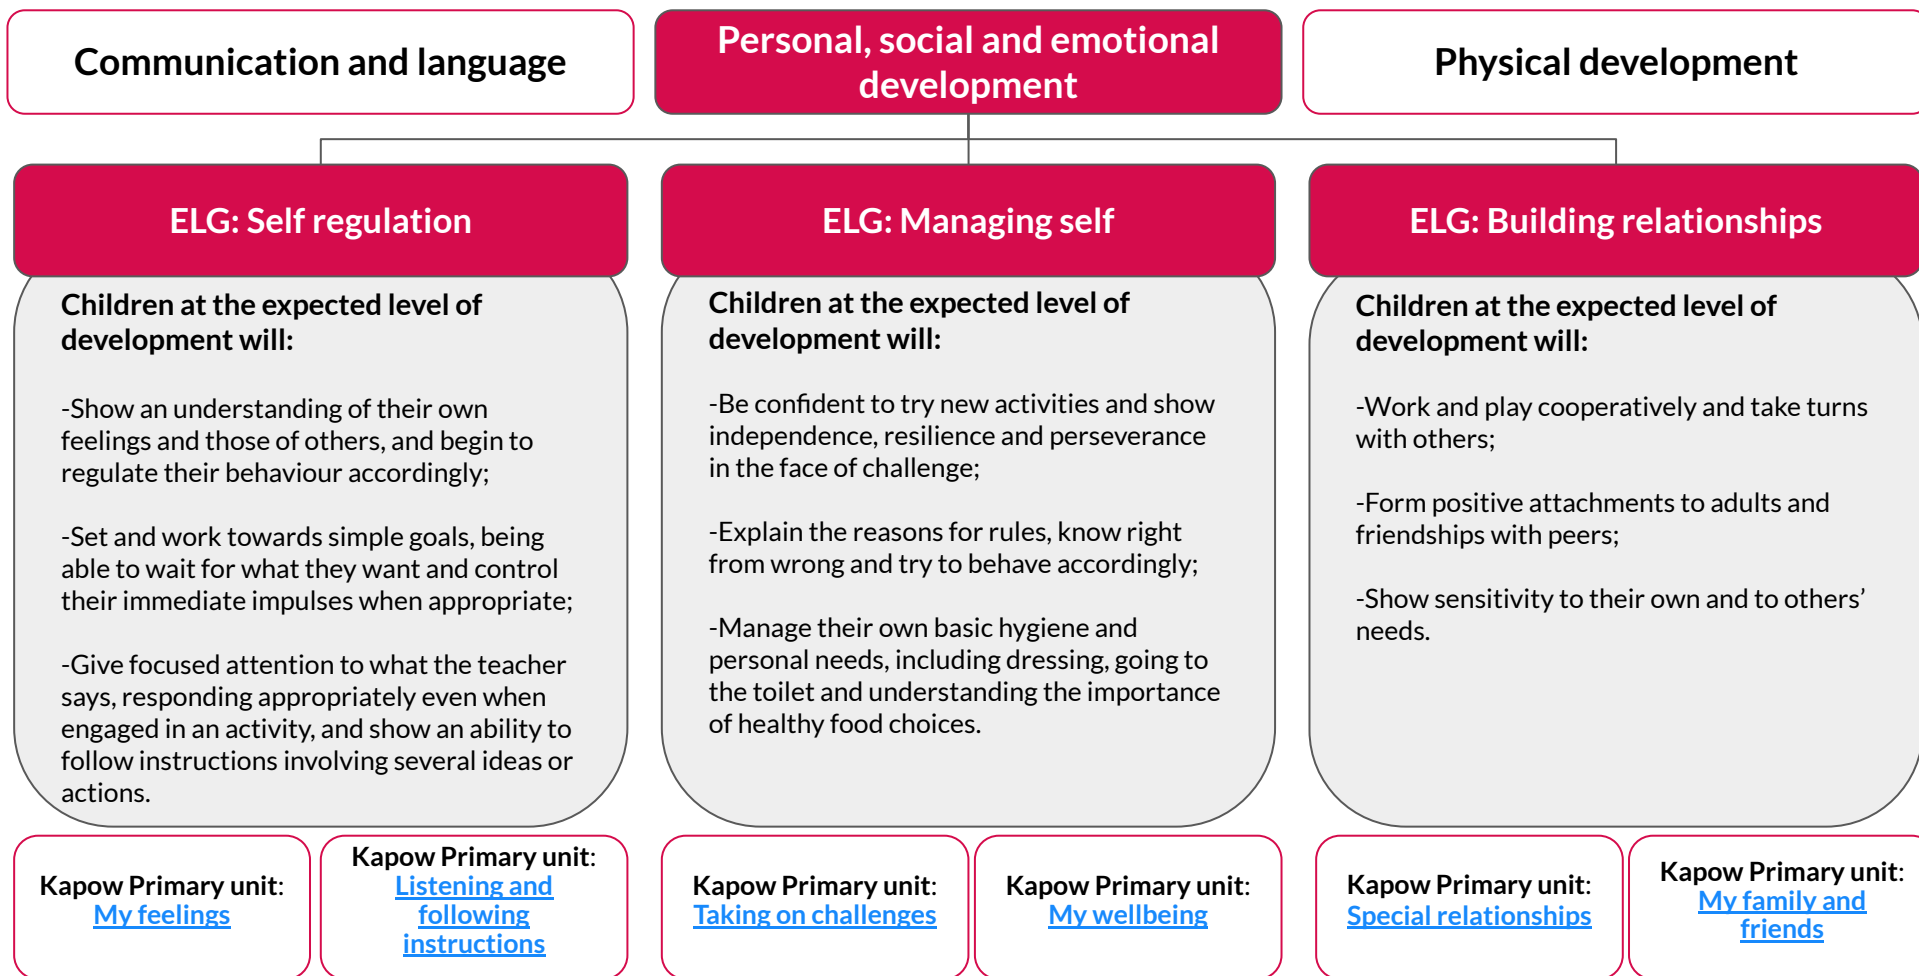 Communication and language
Personal, social and emotional
development
Physical development
ELG: Self regulation
Children at the expected level of
development will:
-Show an understanding of their own
feelings and those of others, and begin to
regulate their behaviour accordingly;
-Set and work towards simple goals, being
able to wait for what they want and control
their immediate impulses when appropriate;
-Give focused attention to what the teacher
says, responding appropriately even when
engaged in an activity, and show an ability to
follow instructions involving several ideas or
actions.
Kapow Primary unit:
My feelings
Kapow Primary unit:
Listening and
following
instructions
ELG: Managing self
Children at the expected level of
development will:
-Be confident to try new activities and show
independence, resilience and perseverance
in the face of challenge;
-Explain the reasons for rules, know right
from wrong and try to behave accordingly;
-Manage their own basic hygiene and
personal needs, including dressing, going to
the toilet and understanding the importance
of healthy food choices.
Kapow Primary unit:
Taking on challenges
Kapow Primary unit:
My wellbeing
ELG: Building relationships
Children at the expected level of
development will:
-Work and play cooperatively and take turns
with others;
-Form positive attachments to adults and
friendships with peers;
-Show sensitivity to their own and to others’
needs.
Kapow Primary unit:
Special relationships
Kapow Primary unit:
My family and
friends